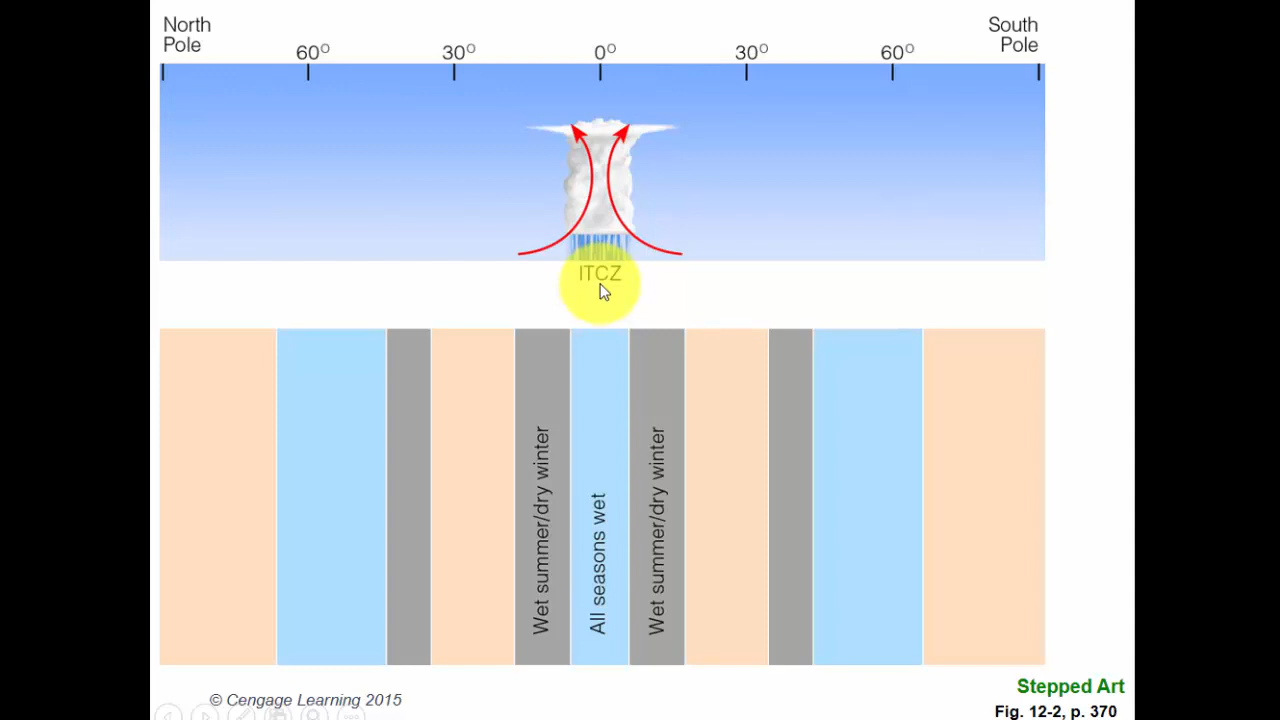 North
Pole
60°
30°
0°
30°
60°
South
Pole
ITCZ
Wet summer/dry winter
All seasons wet
Wet summer/dry winter
© Cengage Learning 2015
Stepped Art
Fig. 12-2, p. 370